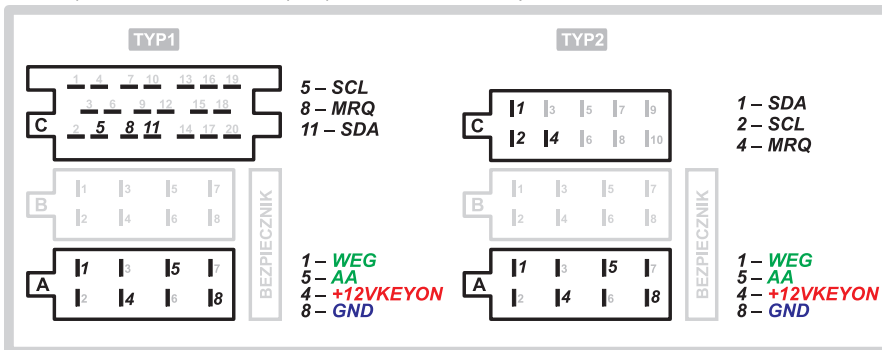 TYP1
1 4 7 10 13 16 19
3 6 9 12 15 18
C 2 5 8 11 14 17 20
5 – SCL
8 – MRQ
11 – SDA
B 1 3 5 7
2 4 6 8
BEZPIECZNIK
A 1 3 5 7
2 4 6 8
1 – WEG
5 – AA
4 – +12VKEYON
8 – GND
TYP2
C 1 3 5 7 9
2 4 6 8 10
1 – SDA
2 – SCL
4 – MRQ
B 1 3 5 7
2 4 6 8
BEZPIECZNIK
A 1 3 5 7
2 4 6 8
1 – WEG
5 – AA
4 – +12VKEYON
8 – GND